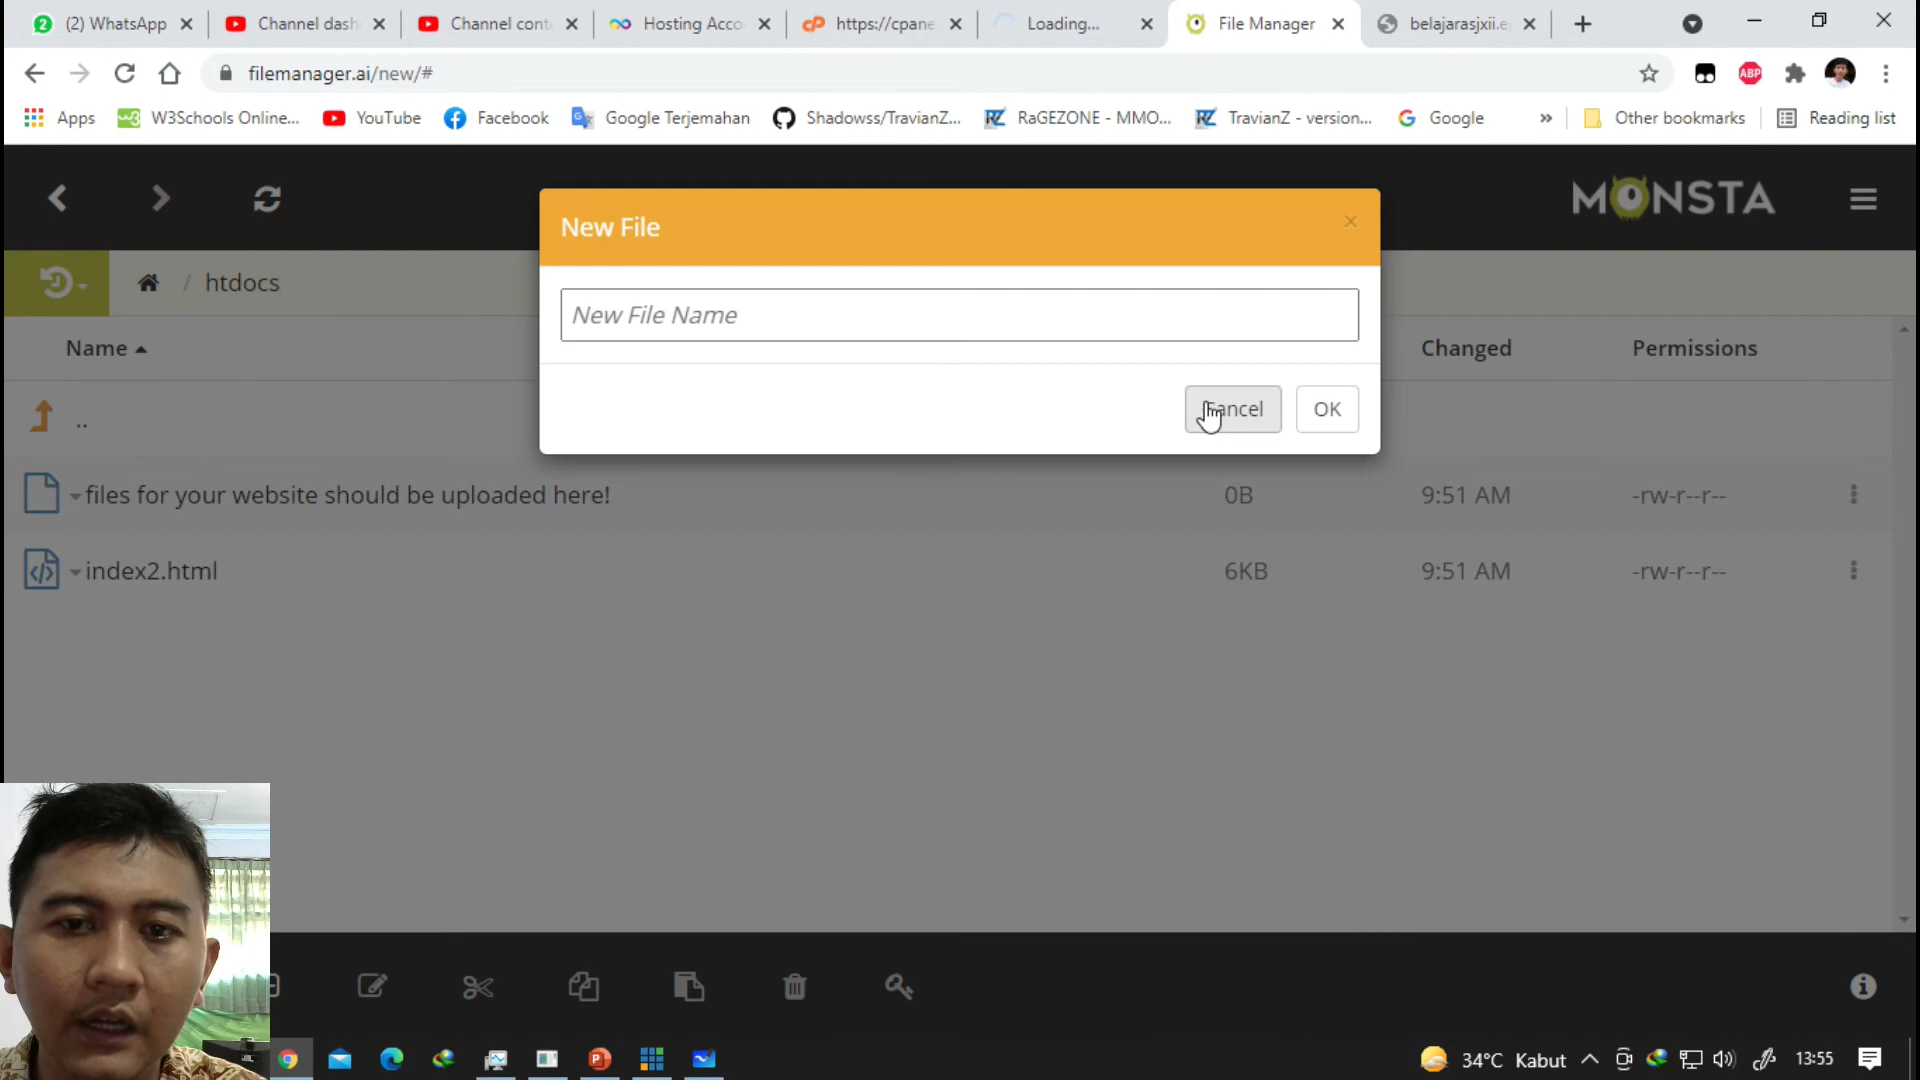 (2) WhatsApp
Channel dash
Channel conte
Hosting Acco
https://cpane
Loading...
File Manager
belajarasjxii.e
filemanager.ai/new/#
ABP
Apps
W3Schools Online...
YouTube
Facebook
Google Terjemahan
Shadowss/TravianZ...
RaGEZONE - MMO...
TravianZ - version...
Google
Other bookmarks
Reading list
MONSTA
New File
New File Name
Cancel
OK
/ htdocs
Name
Changed
Permissions
..
files for your website should be uploaded here!
0B
9:51 AM
-rw-r--r--
index2.html
6KB
9:51 AM
-rw-r--r--
34°C Kabut
13:55